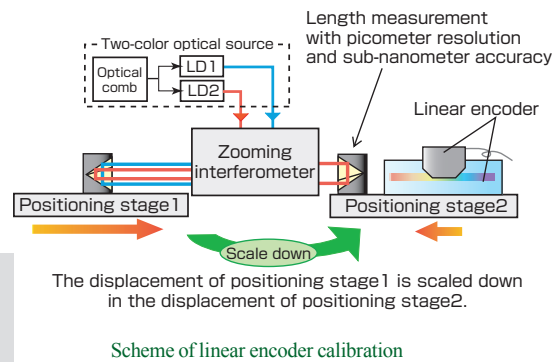 Length measurement
with picometer resolution
and sub-nanometer accuracy
Two-color optical source
Optical
comb
LD1
LD2
Linear encoder
Zooming
interferometer
Positioning stage1
Positioning stage2
Scale down
The displacement of positioning stage1 is scaled down
in the displacement of positioning stage2.
Scheme of linear encoder calibration